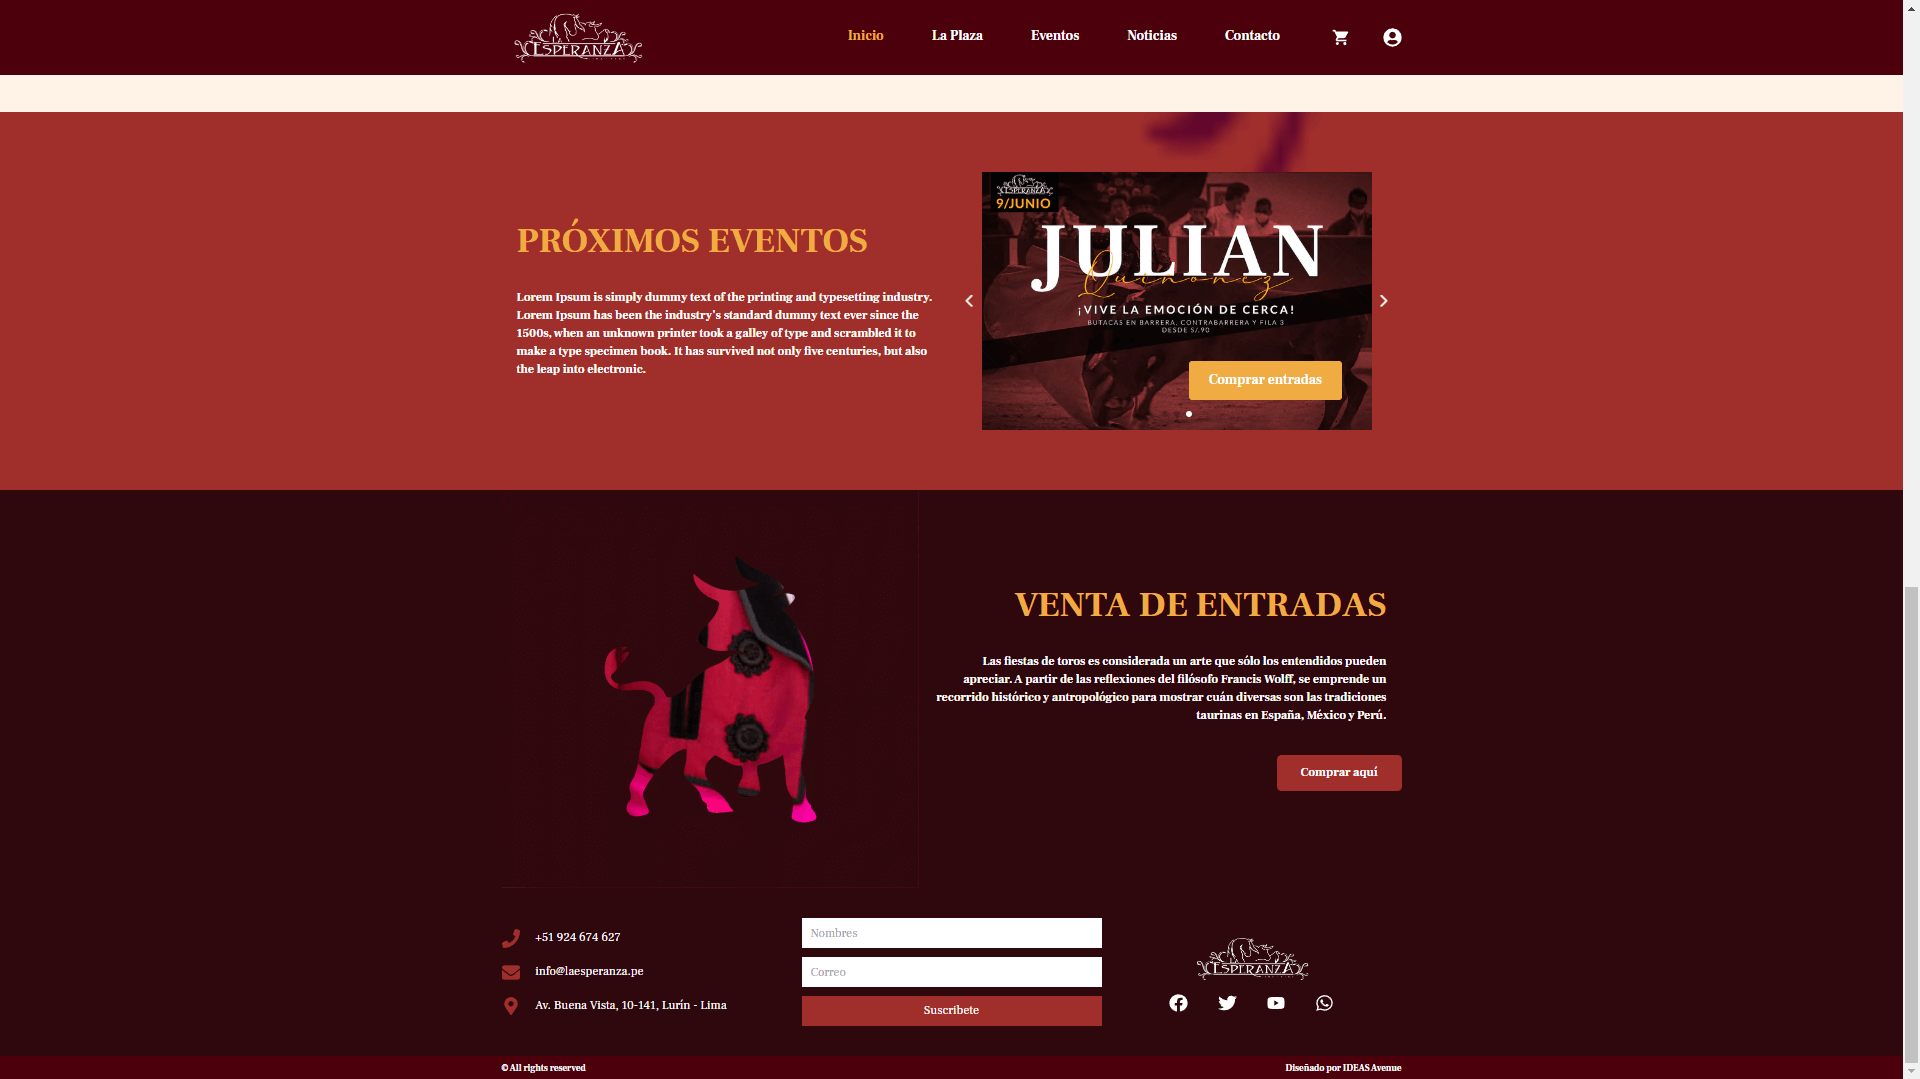 ESPERANZA
Inicio
La Plaza
Eventos
Noticias
Contacto
PRÓXIMOS EVENTOS
Lorem Ipsum is simply dummy text of the printing and typesetting industry.
Lorem Ipsum has been the industry's standard dummy text ever since the
1500s, when an unknown printer took a galley of type and scrambled it to
make a type specimen book. It has survived not only five centuries, but also
the leap into electronic.
ESPERANZA
9/JUNIO
JULIAN
Quinonez
¡VIVE LA EMOCIÓN DE CERCA!
BUTACAS EN BARRERA, CONTRABARRERA Y FILA 3
DESDE S/.90
Comprar entradas
VENTA DE ENTRADAS
Las fiestas de toros es considerada un arte que sólo los entendidos pueden
apreciar. A partir de las reflexiones del filósofo Francis Wolff, se emprende un
recorrido histórico y antropológico para mostrar cuán diversas son las tradiciones
taurinas en España, México y Perú.
Comprar aquí
+51 924 674 627
info@laesperanza.pe
Av. Buena Vista, 10-141, Lurín - Lima
Nombres
Correo
Suscribete
ESPERANZA
© All rights reserved
Diseñado por IDEAS Avenue